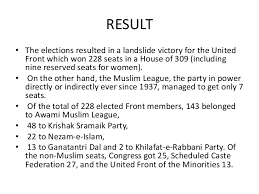 RESULT
• The elections resulted in a landslide victory for the United
Front which won 228 seats in a House of 309 (including
nine reserved seats for women).
• On the other hand, the Muslim League, the party in power
directly or indirectly ever since 1937, managed to get only 7
seats.
• Of the total of 228 elected Front members, 143 belonged
to Awami Muslim League,
• 48 to Krishak Sramaik Party,
• 22 to Nezam-e-Islam,
• 13 to Ganatantri Dal and 2 to Khilafat-e-Rabbani Party. Of
the non-Muslim seats, Congress got 25, Scheduled Caste
Federation 27, and United Front of the Minorities 13.